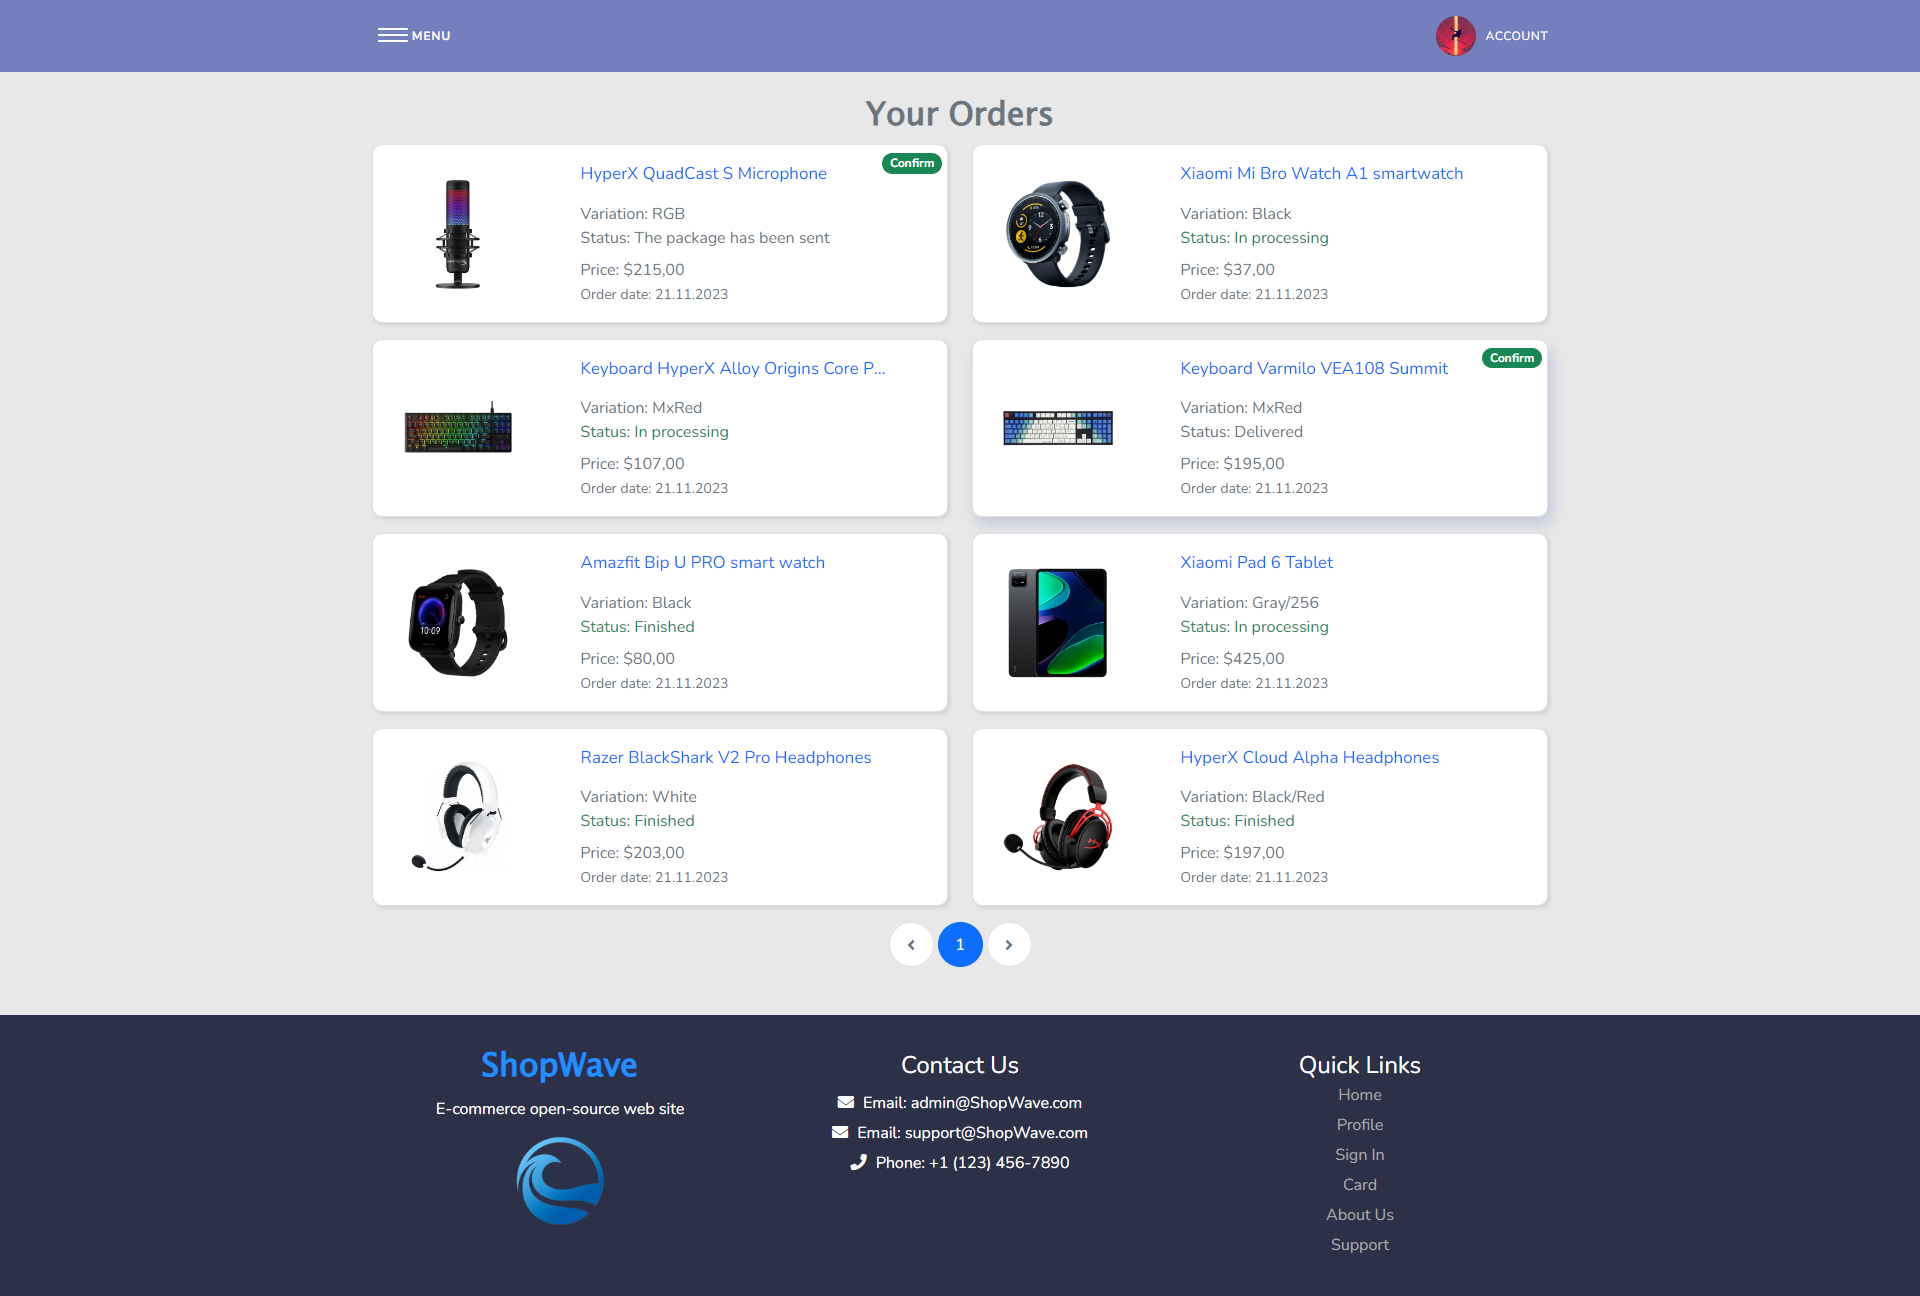 MENU
ACCOUNT
Your Orders
HyperX QuadCast S Microphone
Confirm
Variation: RGB
Status: The package has been sent
Price: $215,00
Order date: 21.11.2023
Xiaomi Mi Bro Watch A1 smartwatch
Variation: Black
Status: In processing
Price: $37,00
Order date: 21.11.2023
Keyboard HyperX Alloy Origins Core P...
Variation: MxRed
Status: In processing
Price: $107,00
Order date: 21.11.2023
Keyboard Varmilo VEA108 Summit
Confirm
Variation: MxRed
Status: Delivered
Price: $195,00
Order date: 21.11.2023
10:09
Amazfit Bip U PRO smart watch
Variation: Black
Status: Finished
Price: $80,00
Order date: 21.11.2023
Xiaomi Pad 6 Tablet
Variation: Gray/256
Status: In processing
Price: $425,00
Order date: 21.11.2023
Razer BlackShark V2 Pro Headphones
Variation: White
Status: Finished
Price: $203,00
Order date: 21.11.2023
HyperX Cloud Alpha Headphones
Variation: Black/Red
Status: Finished
Price: $197,00
Order date: 21.11.2023
1
ShopWave
E-commerce open-source web site
Contact Us
Email: admin@ShopWave.com
Email: support@ShopWave.com
Phone: +1 (123) 456-7890
Quick Links
Home
Profile
Sign In
Card
About Us
Support